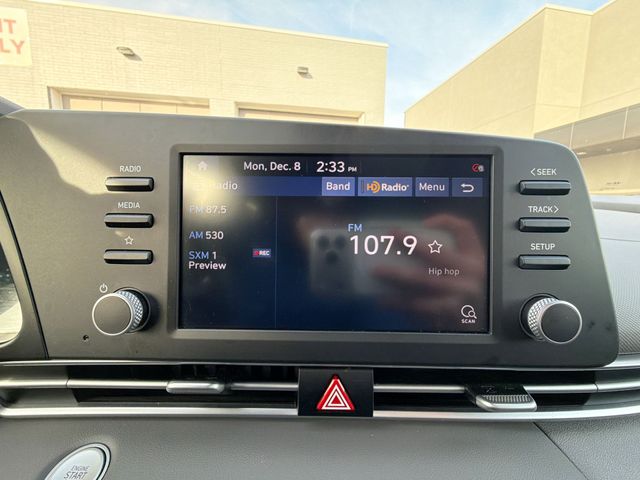 RADIO
MEDIA
Mon, Dec. 8 2:33 PM
Radio Band HD Radio Menu
FM 87.5
AM 530
SXM 1 REC
Preview
FM
107.9
Hip hop
SCAN
< SEEK
TRACK >
SETUP
ENGINE
START